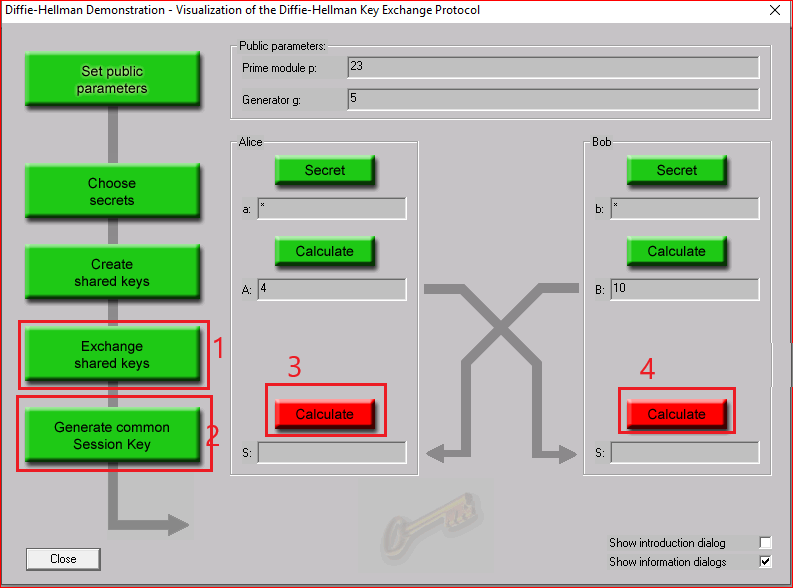 Diffie-Hellman Demonstration - Visualization of the Diffie-Hellman Key Exchange Protocol
Set public
parameters
Choose
secrets
Create
shared keys
Exchange
shared keys
1
Generate common
Session Key
2
Close
Public parameters:
Prime module p: 23
Generator g: 5
Alice
Secret
a: *
Calculate
A: 4
3
Calculate
S:
Bob
Secret
b: *
Calculate
B: 10
4
Calculate
S:
Show introduction dialog
Show information dialogs